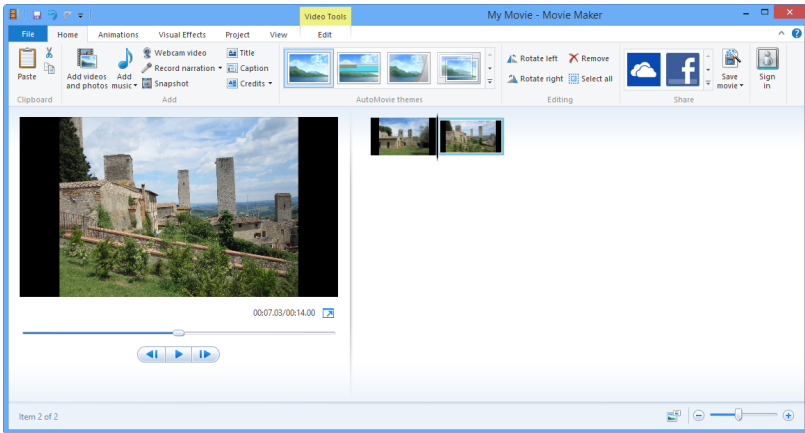 Video Tools
My Movie - Movie Maker
File Home Animations Visual Effects Project View Edit
Paste
Add videos and photos
Add music
Webcam video
Record narration
Snapshot
Title
Caption
Credits
Rotate left
Rotate right
Remove
Select all
Save movie
Sign in
Clipboard Add AutoMovie themes Editing Share
00:07.03/00:14.00
Item 2 of 2